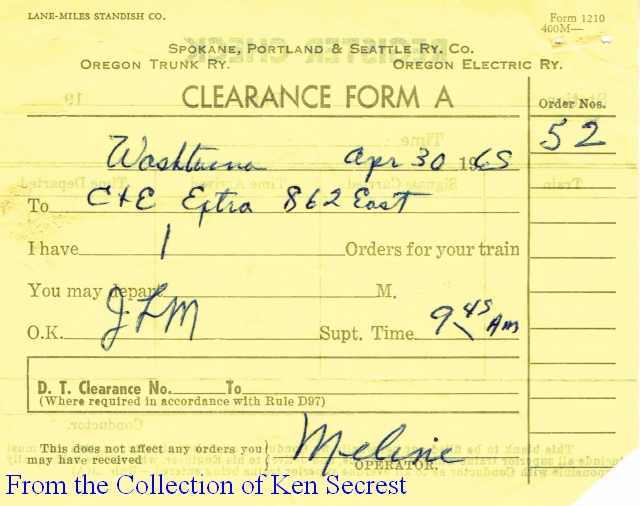 LANE-MILES STANDISH CO.
Form 1210
400M—
REGISTER CHECK
SPOKANE, PORTLAND & SEATTLE RY. CO.
OREGON TRUNK RY. OREGON ELECTRIC RY.
CLEARANCE FORM A
Order Nos.
52
Washtucna Apr 30 1965
To C+E Extra 862 East
I have 1 Orders for your train
You may depart M.
O.K. JLM Supt. Time 9 45 AM
D. T. Clearance No. To
(Where required in accordance with Rule D97)
This does not affect any orders you
may have received
Meline
OPERATOR.
From the Collection of Ken Secrest